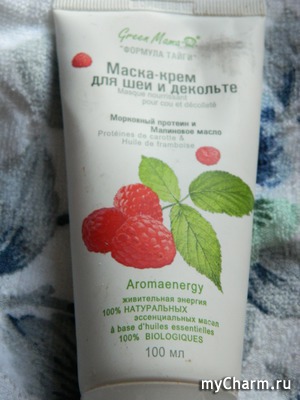 Green Mama
"ФОРМУЛА ТАЙГИ"
Маска-крем
для шеи и декольте
Masque nourrissant
pour cou et décolleté
Морковный протеин и
Малиновое масло
Protéines de carotte &
Huile de framboise
Aromaenergy
живительная энергия
100% НАТУРАЛЬНЫХ
эссенциальных масел
à base d'huiles essentielles
100% BIOLOGIQUES
100 мл
myCharm.ru